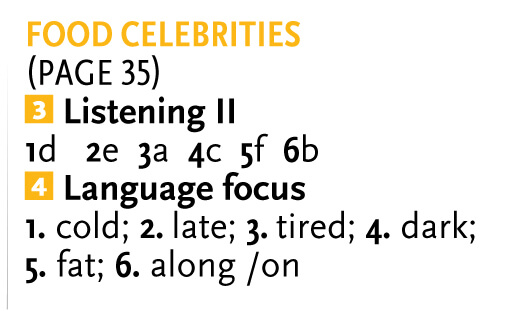 FOOD CELEBRITIES
(PAGE 35)
3 Listening II
1d 2e 3a 4c 5f 6b
4 Language focus
1. cold; 2. late; 3. tired; 4. dark;
5. fat; 6. along /on